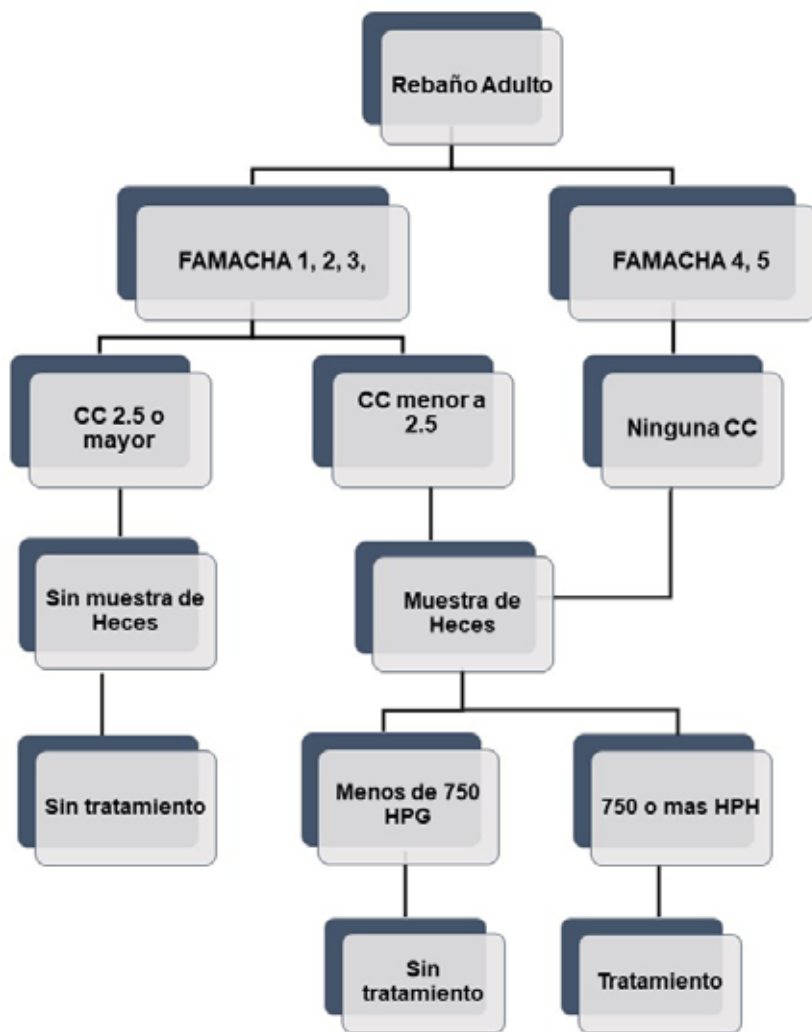 Rebaño Adulto
FAMACHA 1, 2, 3,
FAMACHA 4, 5
CC 2.5 o
mayor
CC menor a
2.5
Ninguna CC
Sin muestra de
Heces
Muestra de
Heces
Sin tratamiento
Menos de 750
HPG
750 o mas HPH
Sin
tratamiento
Tratamiento